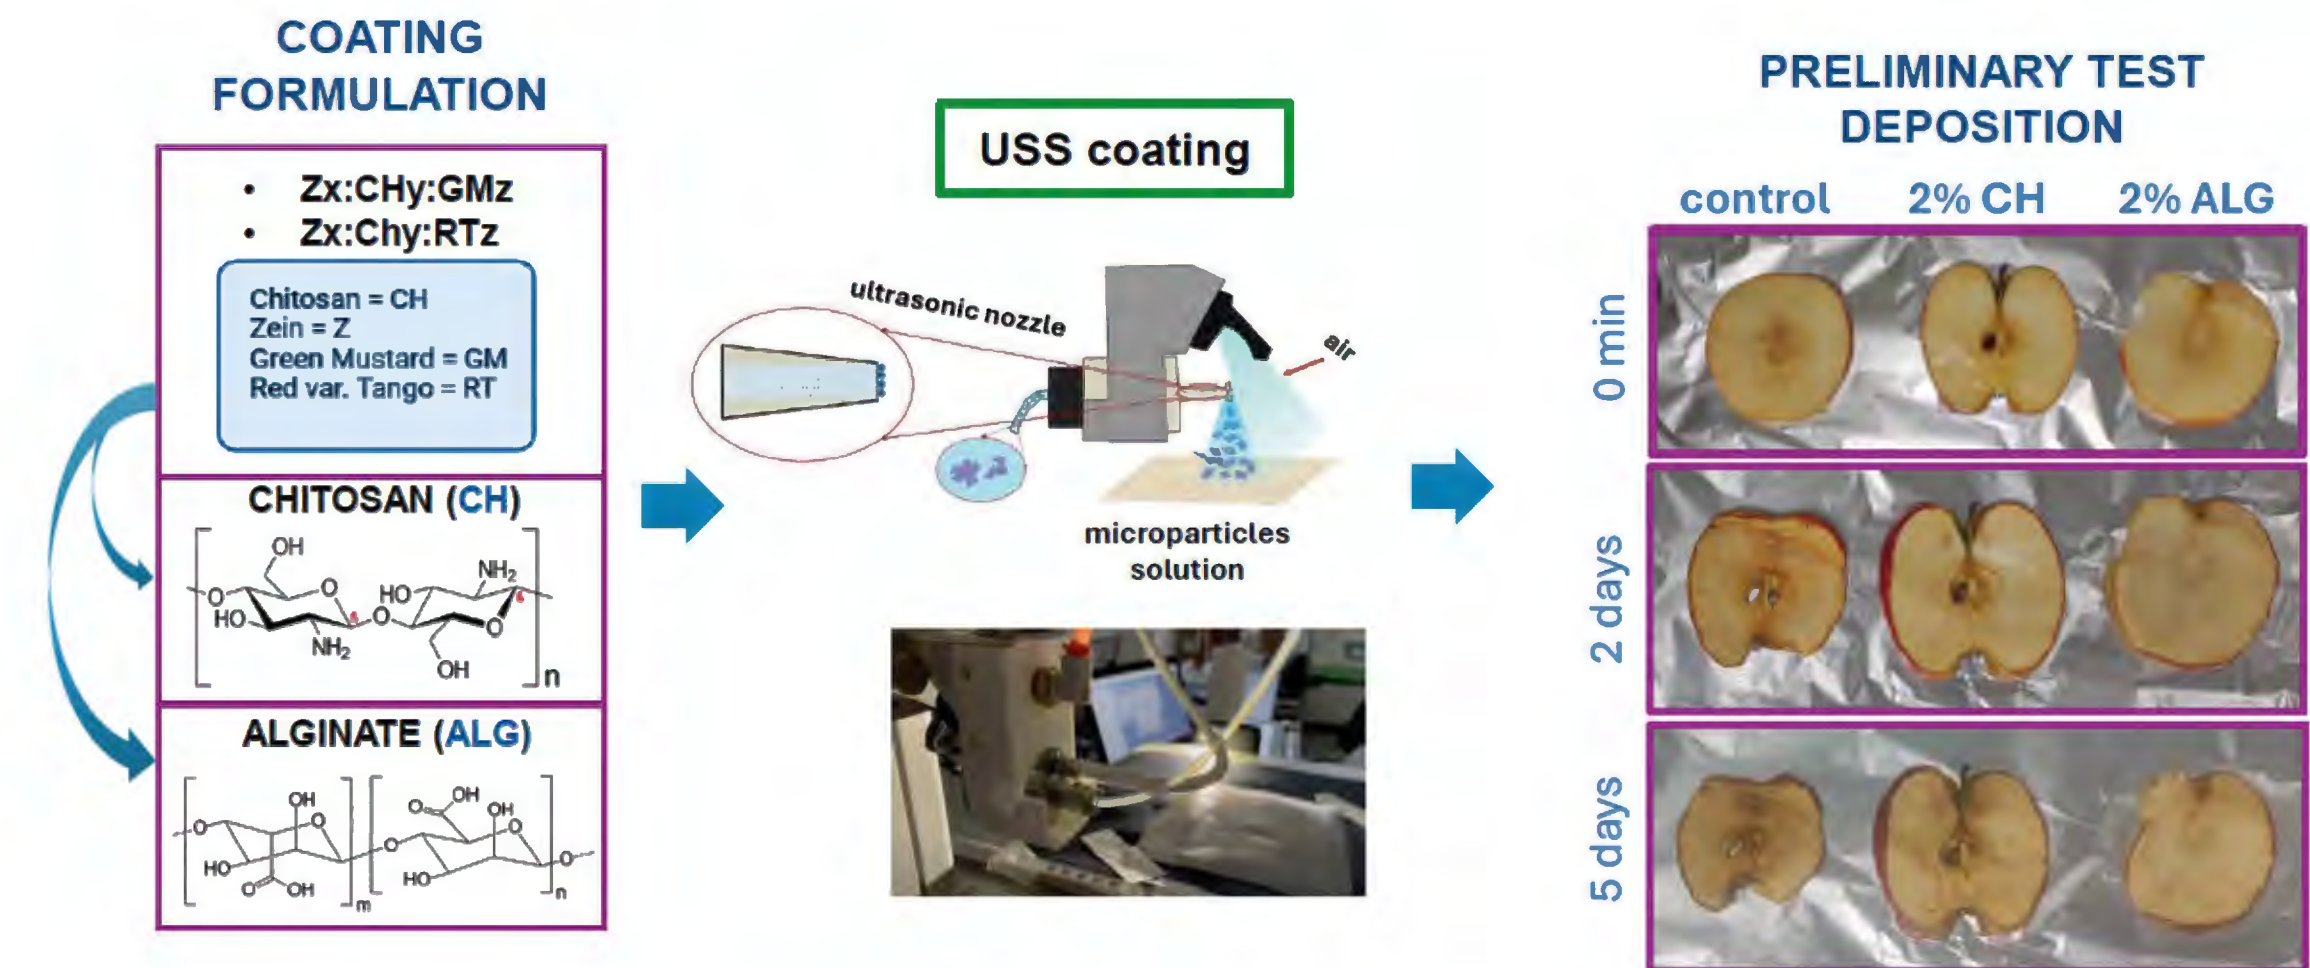 COATING
FORMULATION
• Zx:CHy:GMz
• Zx:Chy:RTz
Chitosan = CH
Zein = Z
Green Mustard = GM
Red var. Tango = RT
CHITOSAN (CH)
OH
O
O
HO
NH₂
6
O
HO
NH₂
6
O
OH
n
ALGINATE (ALG)
O
OH
O
HO
O
OH
m
O
O
OH
OH
O
HO
O
n
USS coating
ultrasonic nozzle
air
microparticles
solution
PRELIMINARY TEST
DEPOSITION
control 2% CH 2% ALG
0 min
2 days
5 days